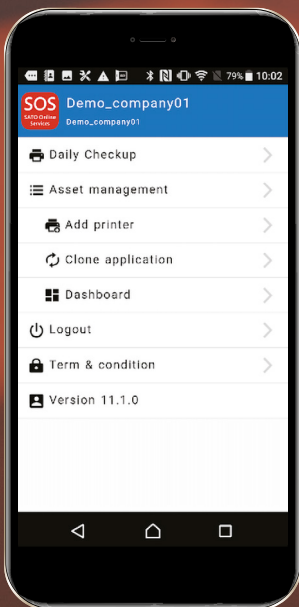 79% 10:02
SOS
SATO Online
Services
Demo_company01
Demo_company01
Daily Checkup
Asset management
Add printer
Clone application
Dashboard
Logout
Term & condition
Version 11.1.0